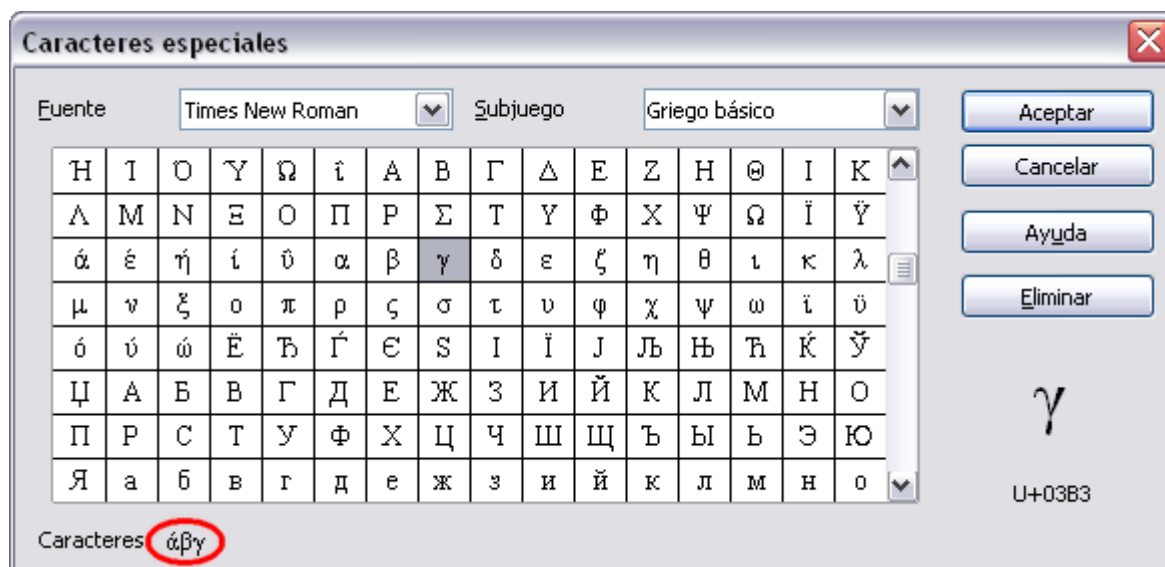 Caracteres especiales
Fuente Times New Roman Subjuego Griego básico Aceptar
Ή Ί Ό Ύ Ώ ΐ Α Β Γ Δ Ε Ζ Η Θ Ι Κ Cancelar
Λ Μ Ν Ξ Ο Π Ρ Σ Τ Υ Φ Χ Ψ Ω Ϊ Ϋ Ayuda
ά έ ή ί ΰ α β γ δ ε ζ η θ ι κ λ
μ ν ξ ο π ρ ς σ τ υ φ χ ψ ω ϊ ϋ Eliminar
ό ύ ώ Ё Ђ Ѓ Є Ѕ І Ї Ј Љ Њ Ћ Ќ Ў
Џ А Б В Г Д Е Ж З И Й К Л М Н О γ
П Р С Т У Ф Х Ц Ч Ш Щ Ъ Ы Ь Э Ю
Я а б в г д е ж з и й к л м н о U+03B3
Caracteres άβγ